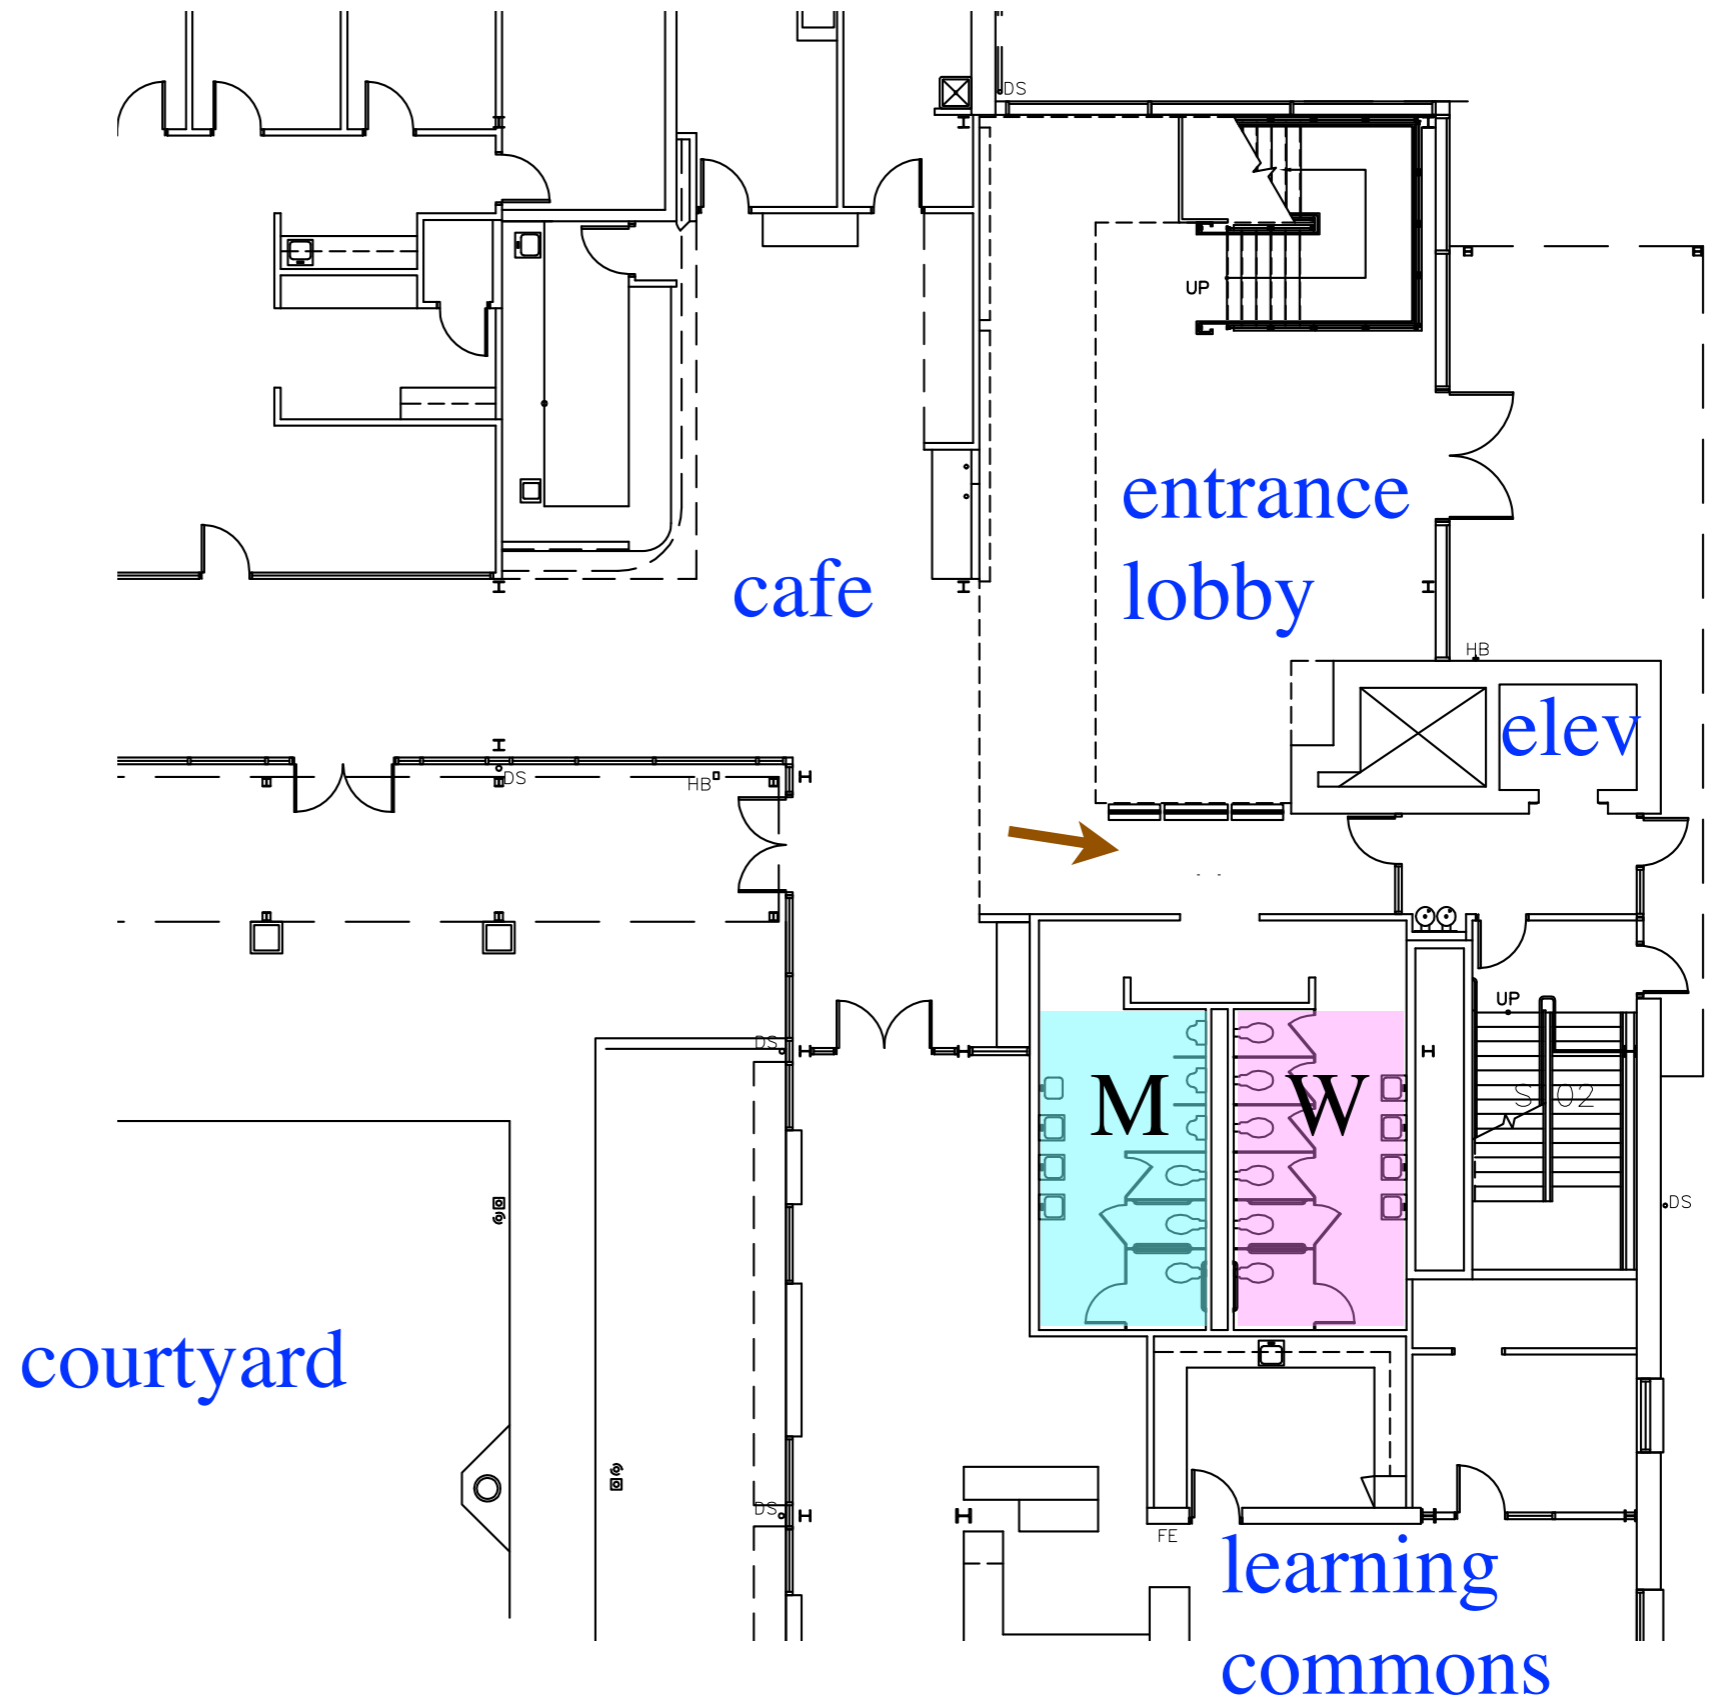 DS
UP
entrance
lobby
cafe
HB
elev
DS
HB
UP
DS
M
W
DS
courtyard
DS
FE
learning
commons